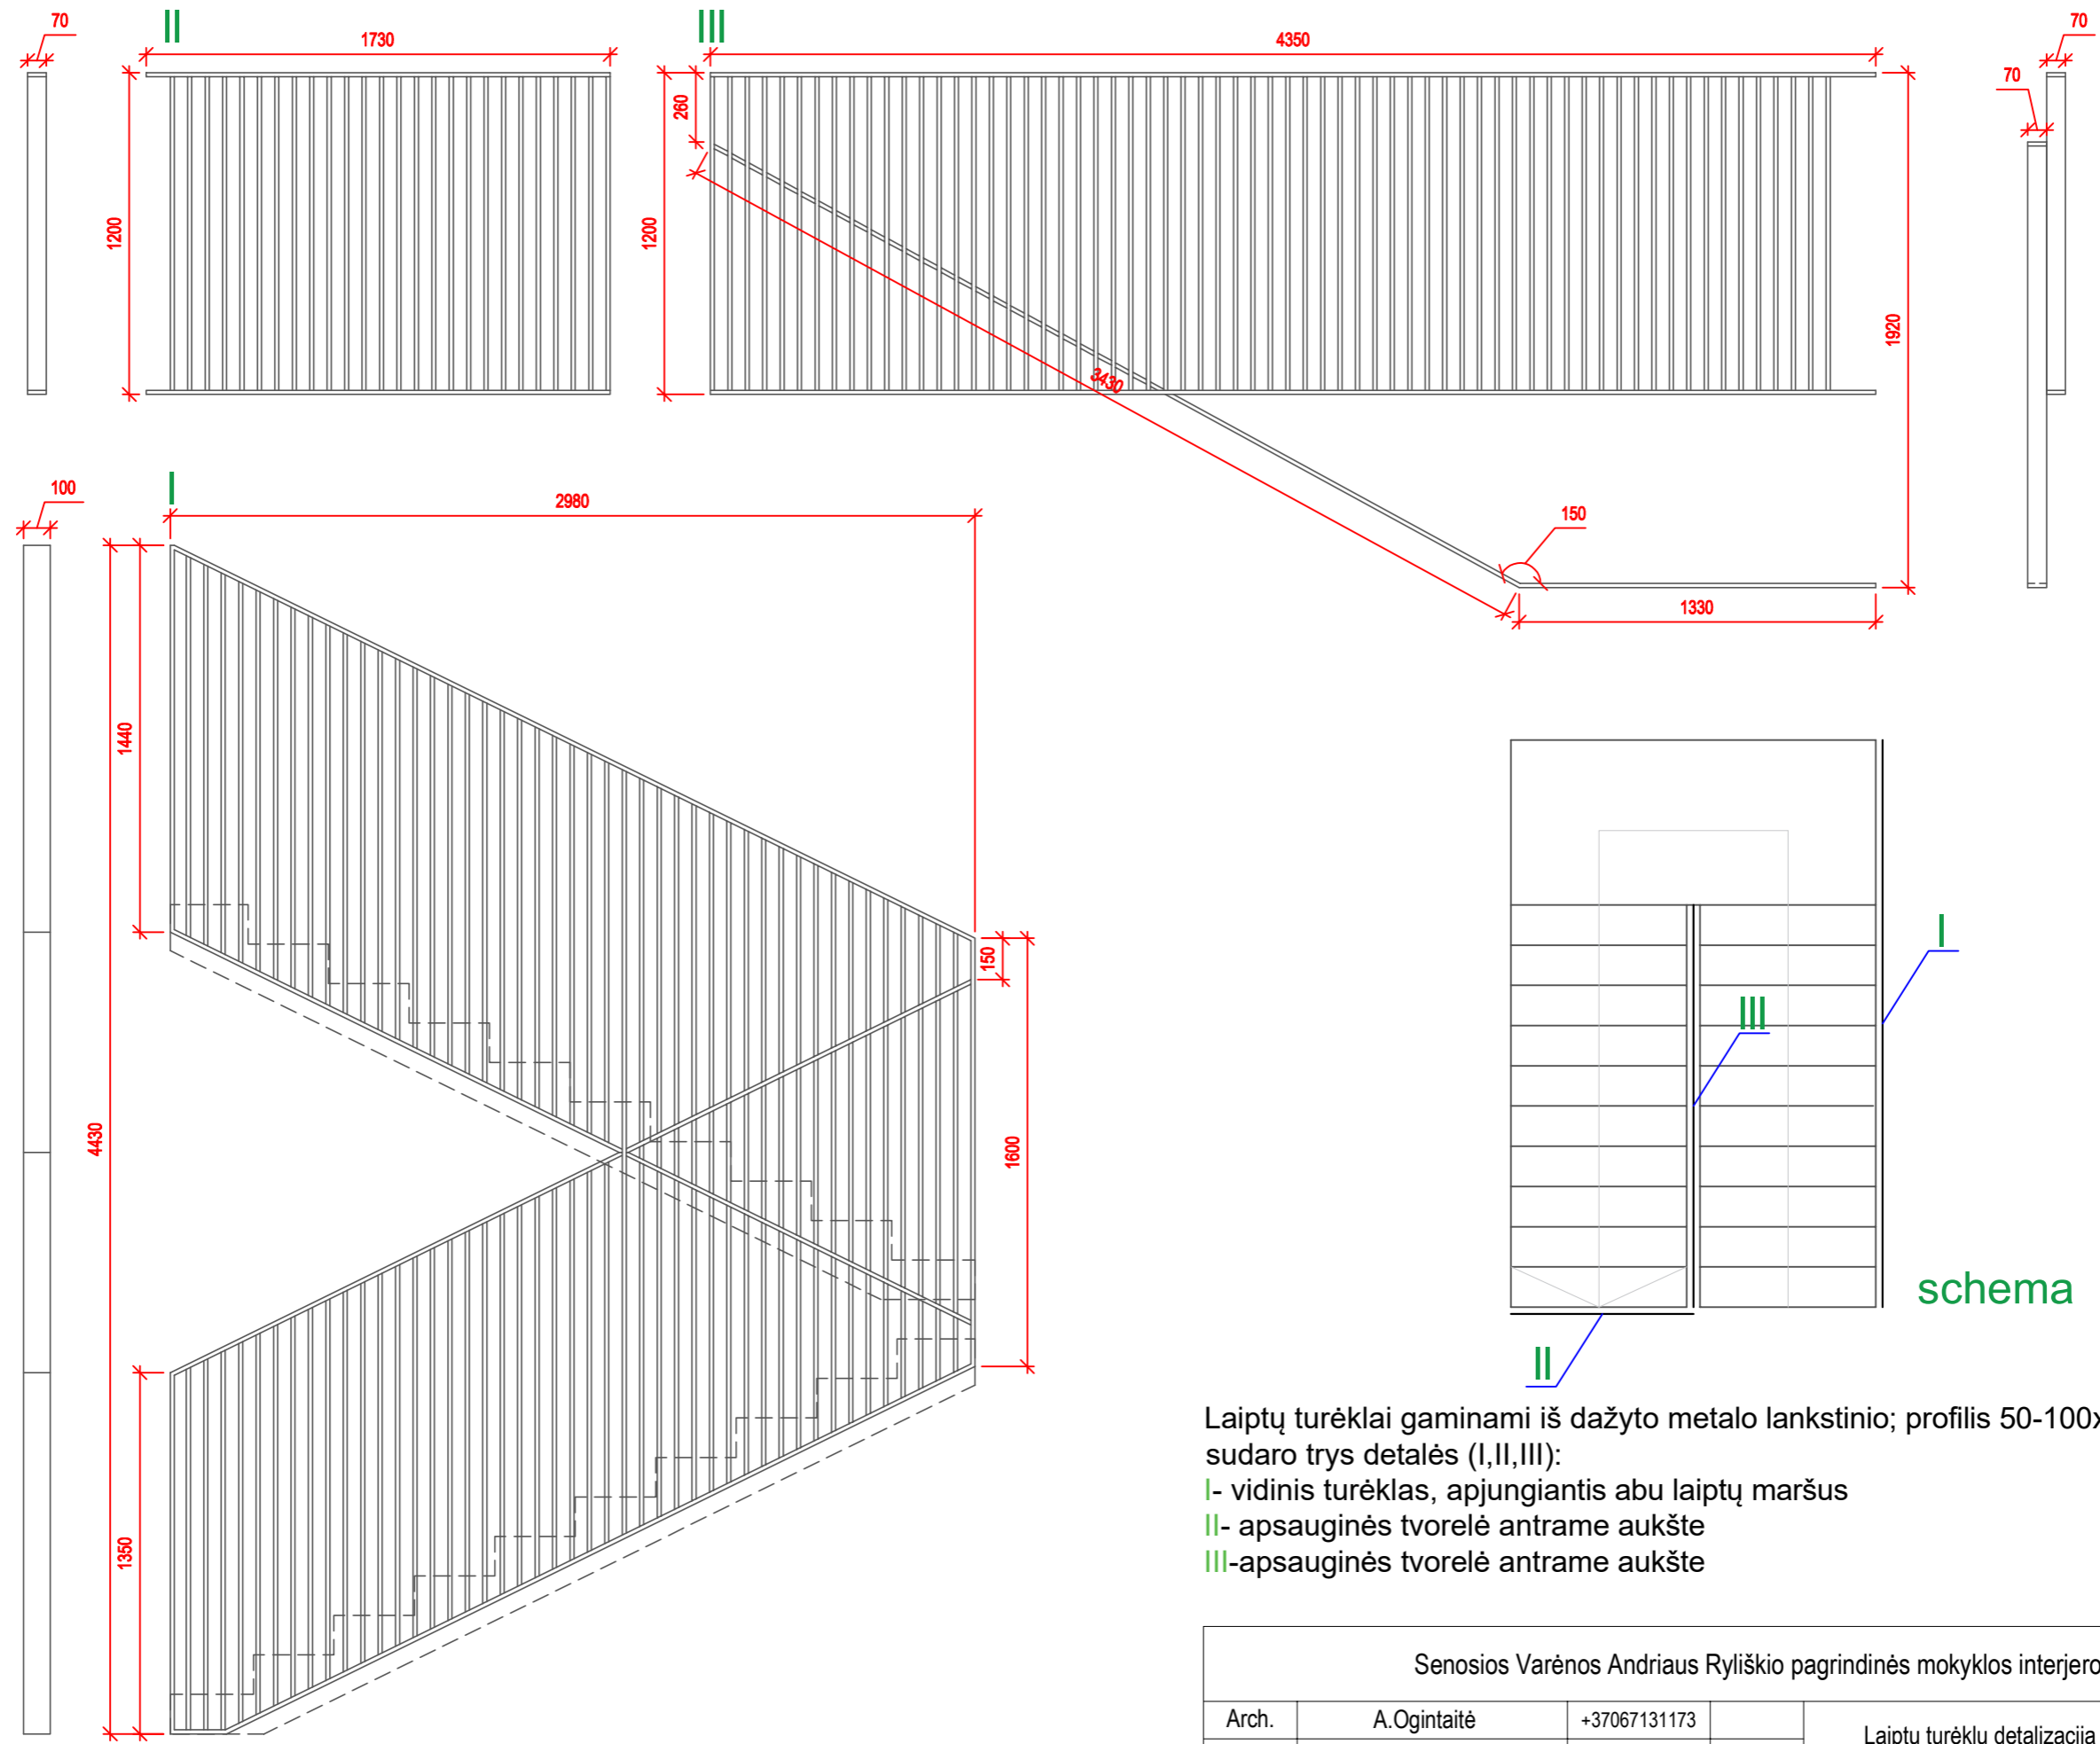 70
II
1730
1200
III
4350
260
1200
3430
150
1330
1920
70
70
100
I
2980
1440
4430
1350
150
1600
I
III
II
schema
Laiptų turėklai gaminami iš dažyto metalo lankstinio; profilis 50-100x
sudaro trys detalės (I,II,III):
I- vidinis turėklas, apjungiantis abu laiptų maršus
II- apsauginės tvorelė antrame aukšte
III-apsauginės tvorelė antrame aukšte
Senosios Varėnos Andriaus Ryliškio pagrindinės mokyklos interjero
Arch. A.Ogintaitė +37067131173
Laiptų turėklų detalizacija